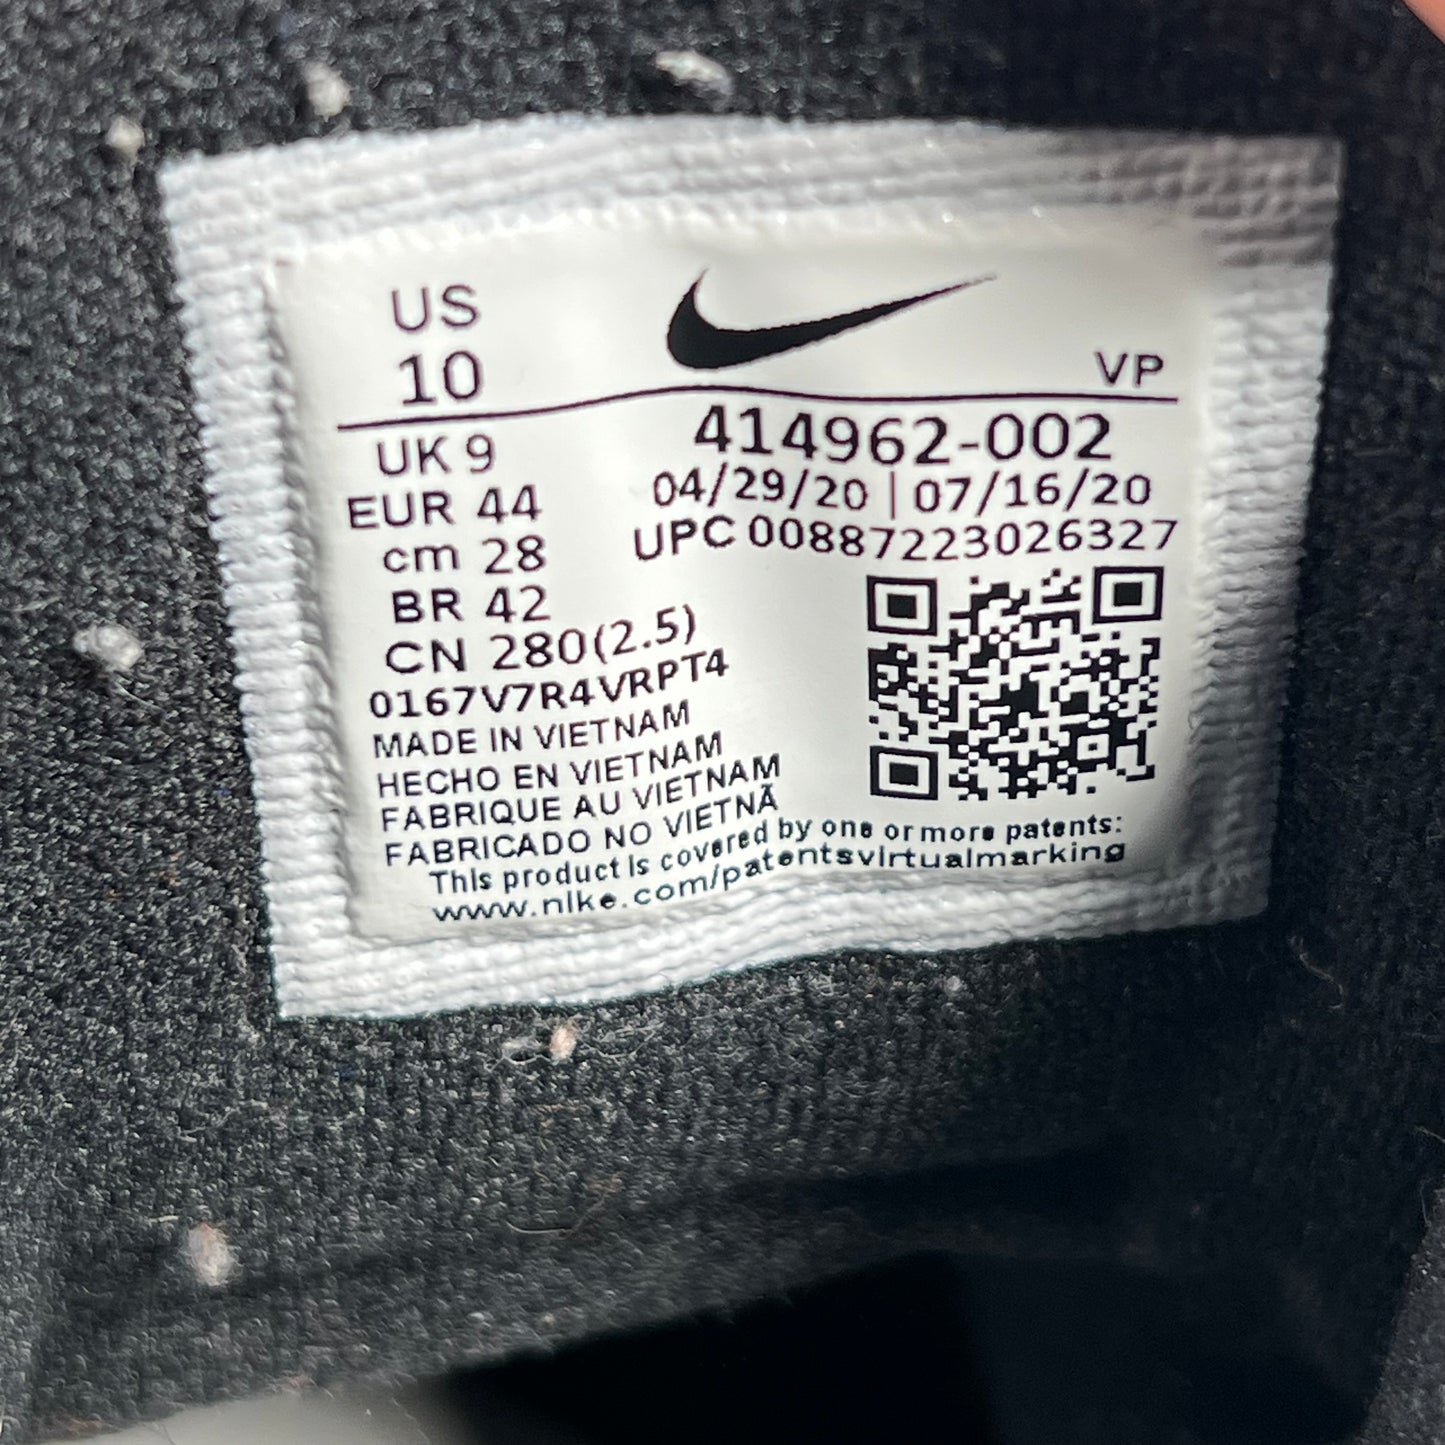 US
10
VP
UK 9
EUR 44
cm 28
BR 42
CN 280(2.5)
0167V7R4VRPT4
MADE IN VIETNAM
HECHO EN VIETNAM
FABRIQUE AU VIETNAM
FABRICADO NO VIETNÃ
414962-002
04/29/20 | 07/16/20
UPC 00887223026327
This product is covered by one or more patents:
www.nike.com/patentsvirtualmarking